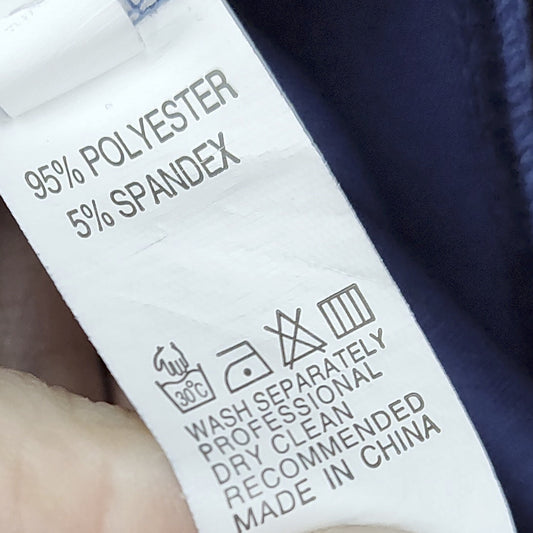 95% POLYESTER
5% SPANDEX
30°C
WASH SEPARATELY
PROFESSIONAL
DRY CLEAN
RECOMMENDED
MADE IN CHINA